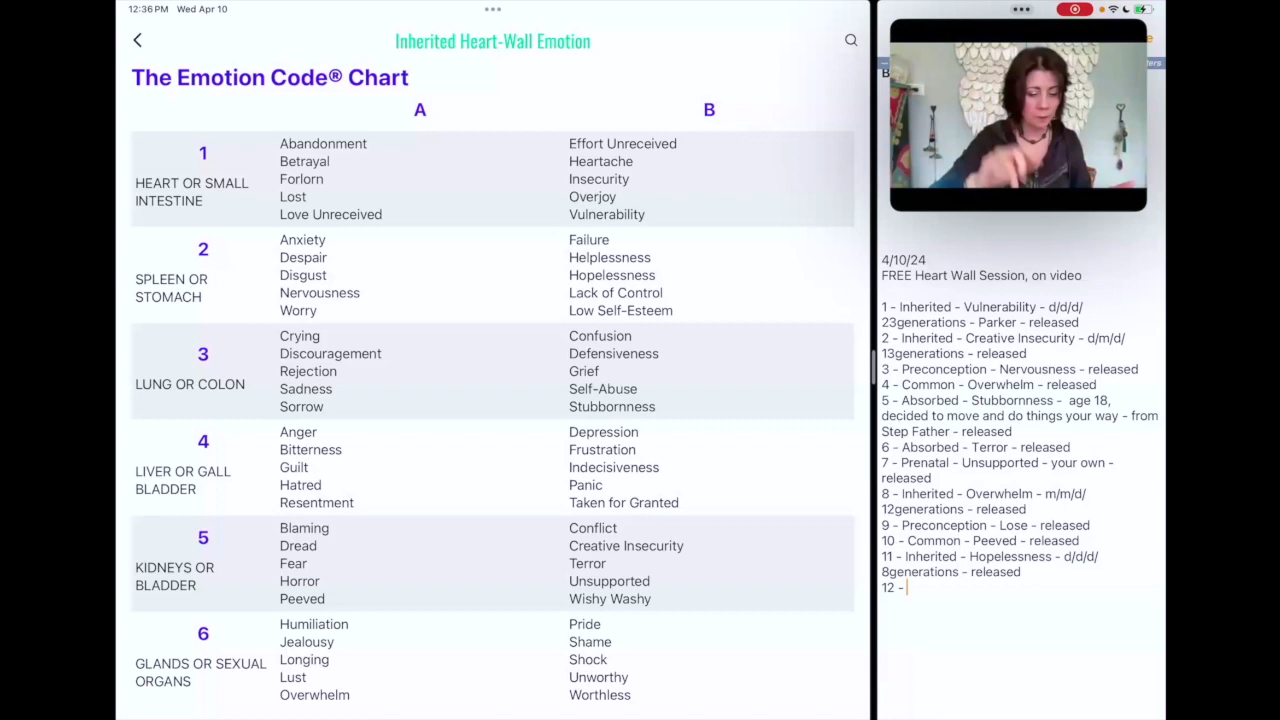 12:36 PM Wed Apr 10
Inherited Heart-Wall Emotion
The Emotion Code® Chart
A B
1
HEART OR SMALL
INTESTINE
Abandonment
Betrayal
Forlorn
Lost
Love Unreceived
Effort Unreceived
Heartache
Insecurity
Overjoy
Vulnerability
2
SPLEEN OR
STOMACH
Anxiety
Despair
Disgust
Nervousness
Worry
Failure
Helplessness
Hopelessness
Lack of Control
Low Self-Esteem
3
LUNG OR COLON
Crying
Discouragement
Rejection
Sadness
Sorrow
Confusion
Defensiveness
Grief
Self-Abuse
Stubbornness
4
LIVER OR GALL
BLADDER
Anger
Bitterness
Guilt
Hatred
Resentment
Depression
Frustration
Indecisiveness
Panic
Taken for Granted
5
KIDNEYS OR
BLADDER
Blaming
Dread
Fear
Horror
Peeved
Conflict
Creative Insecurity
Terror
Unsupported
Wishy Washy
6
GLANDS OR SEXUAL
ORGANS
Humiliation
Jealousy
Longing
Lust
Overwhelm
Pride
Shame
Shock
Unworthy
Worthless
4/10/24
FREE Heart Wall Session, on video
1 - Inherited - Vulnerability - d/d/d/
23generations - Parker - released
2 - Inherited - Creative Insecurity - d/m/d/
13generations - released
3 - Preconception - Nervousness - released
4 - Common - Overwhelm - released
5 - Absorbed - Stubbornness - age 18,
decided to move and do things your way - from
Step Father - released
6 - Absorbed - Terror - released
7 - Prenatal - Unsupported - your own -
released
8 - Inherited - Overwhelm - m/m/d/
12generations - released
9 - Preconception - Lose - released
10 - Common - Peeved - released
11 - Inherited - Hopelessness - d/d/d/
8generations - released
12 -